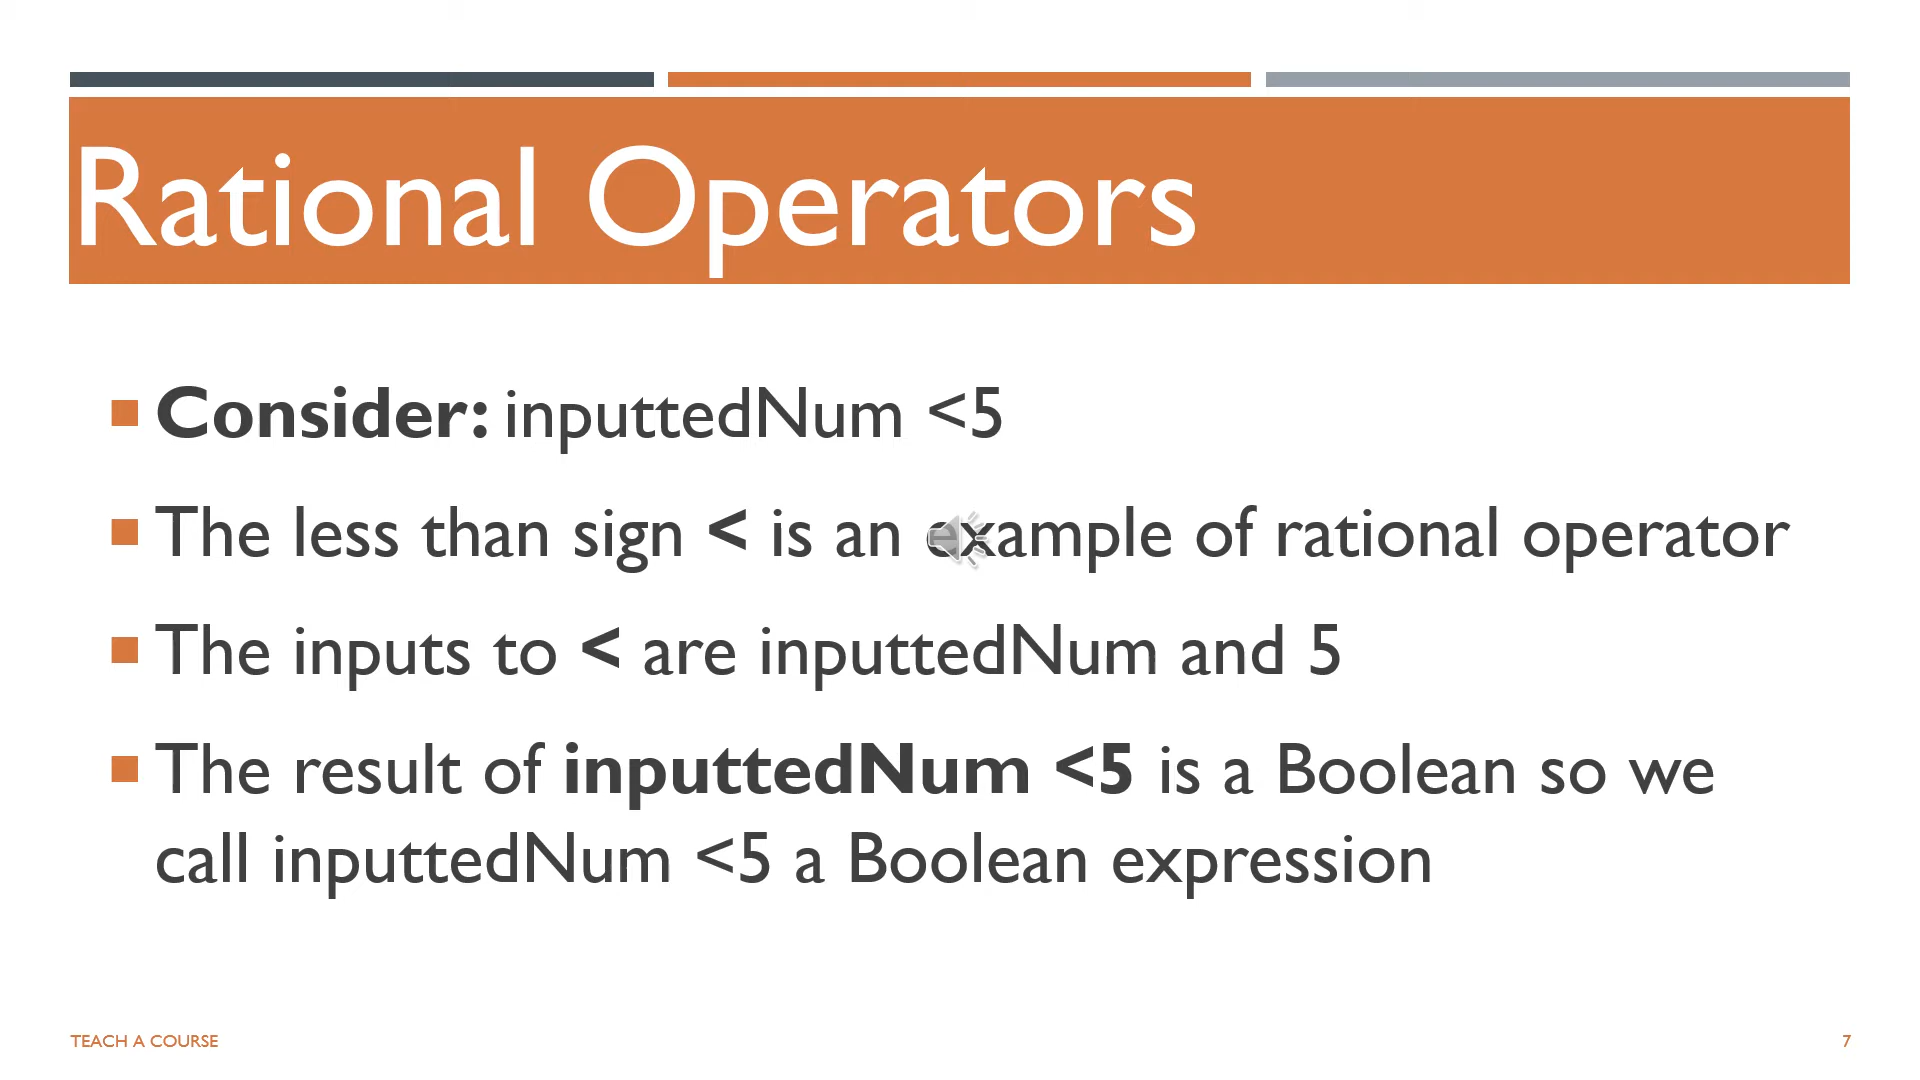 Rational Operators
Consider: inputtedNum <5
The less than sign < is an example of rational operator
The inputs to < are inputtedNum and 5
The result of inputtedNum <5 is a Boolean so we
call inputtedNum <5 a Boolean expression
TEACH A COURSE
7